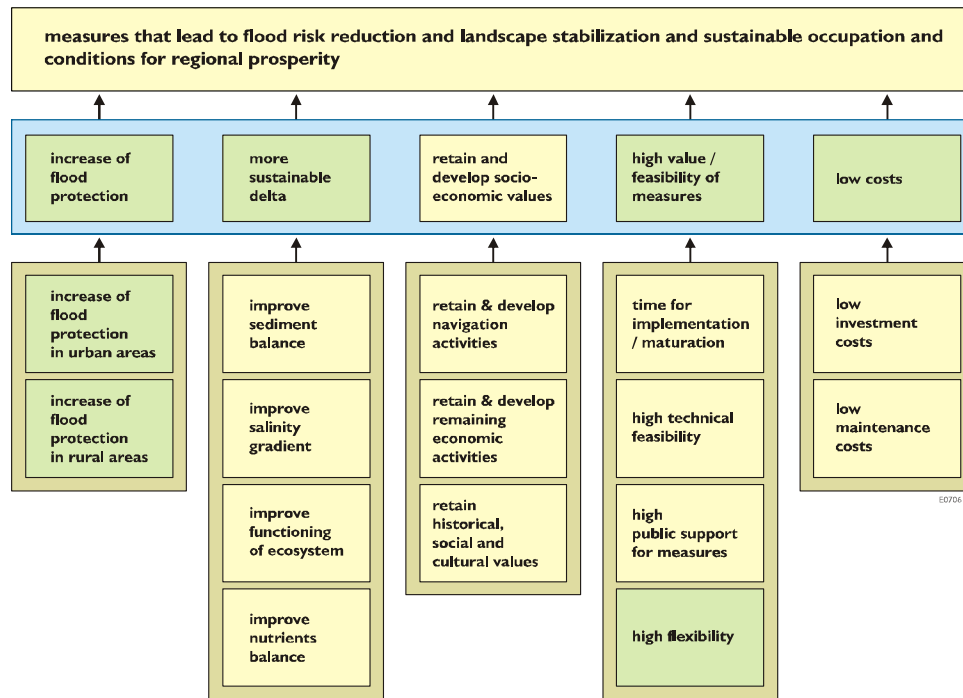 measures that lead to flood risk reduction and landscape stabilization and sustainable occupation and
conditions for regional prosperity
increase of
flood
protection
more
sustainable
delta
retain and
develop socio-
economic values
high value /
feasibility of
measures
low costs
increase of
flood
protection
in urban areas
increase of
flood
protection
in rural areas
improve
sediment
balance
improve
salinity
gradient
improve
functioning
of ecosystem
improve
nutrients
balance
retain & develop
navigation
activities
retain & develop
remaining
economic
activities
retain
historical,
social and
cultural values
time for
implementation
/ maturation
high technical
feasibility
high
public support
for measures
high flexibility
low
investment
costs
low
maintenance
costs
E0706